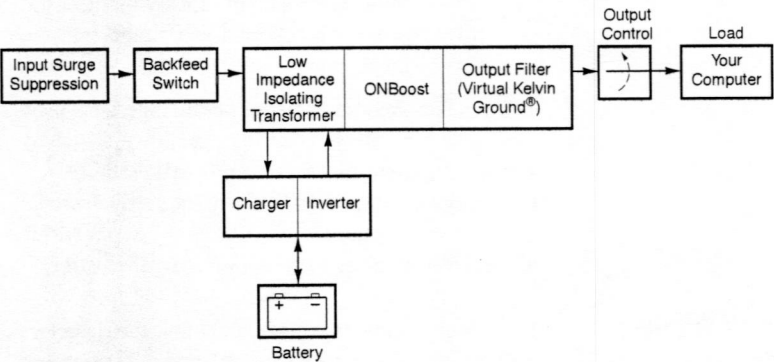 Output
Control
Load
Input Surge
Suppression
Backfeed
Switch
Low
Impedance
Isolating
Transformer
ONBoost
Output Filter
(Virtual Kelvin
Ground®)
Your
Computer
Charger
Inverter
+ −
Battery